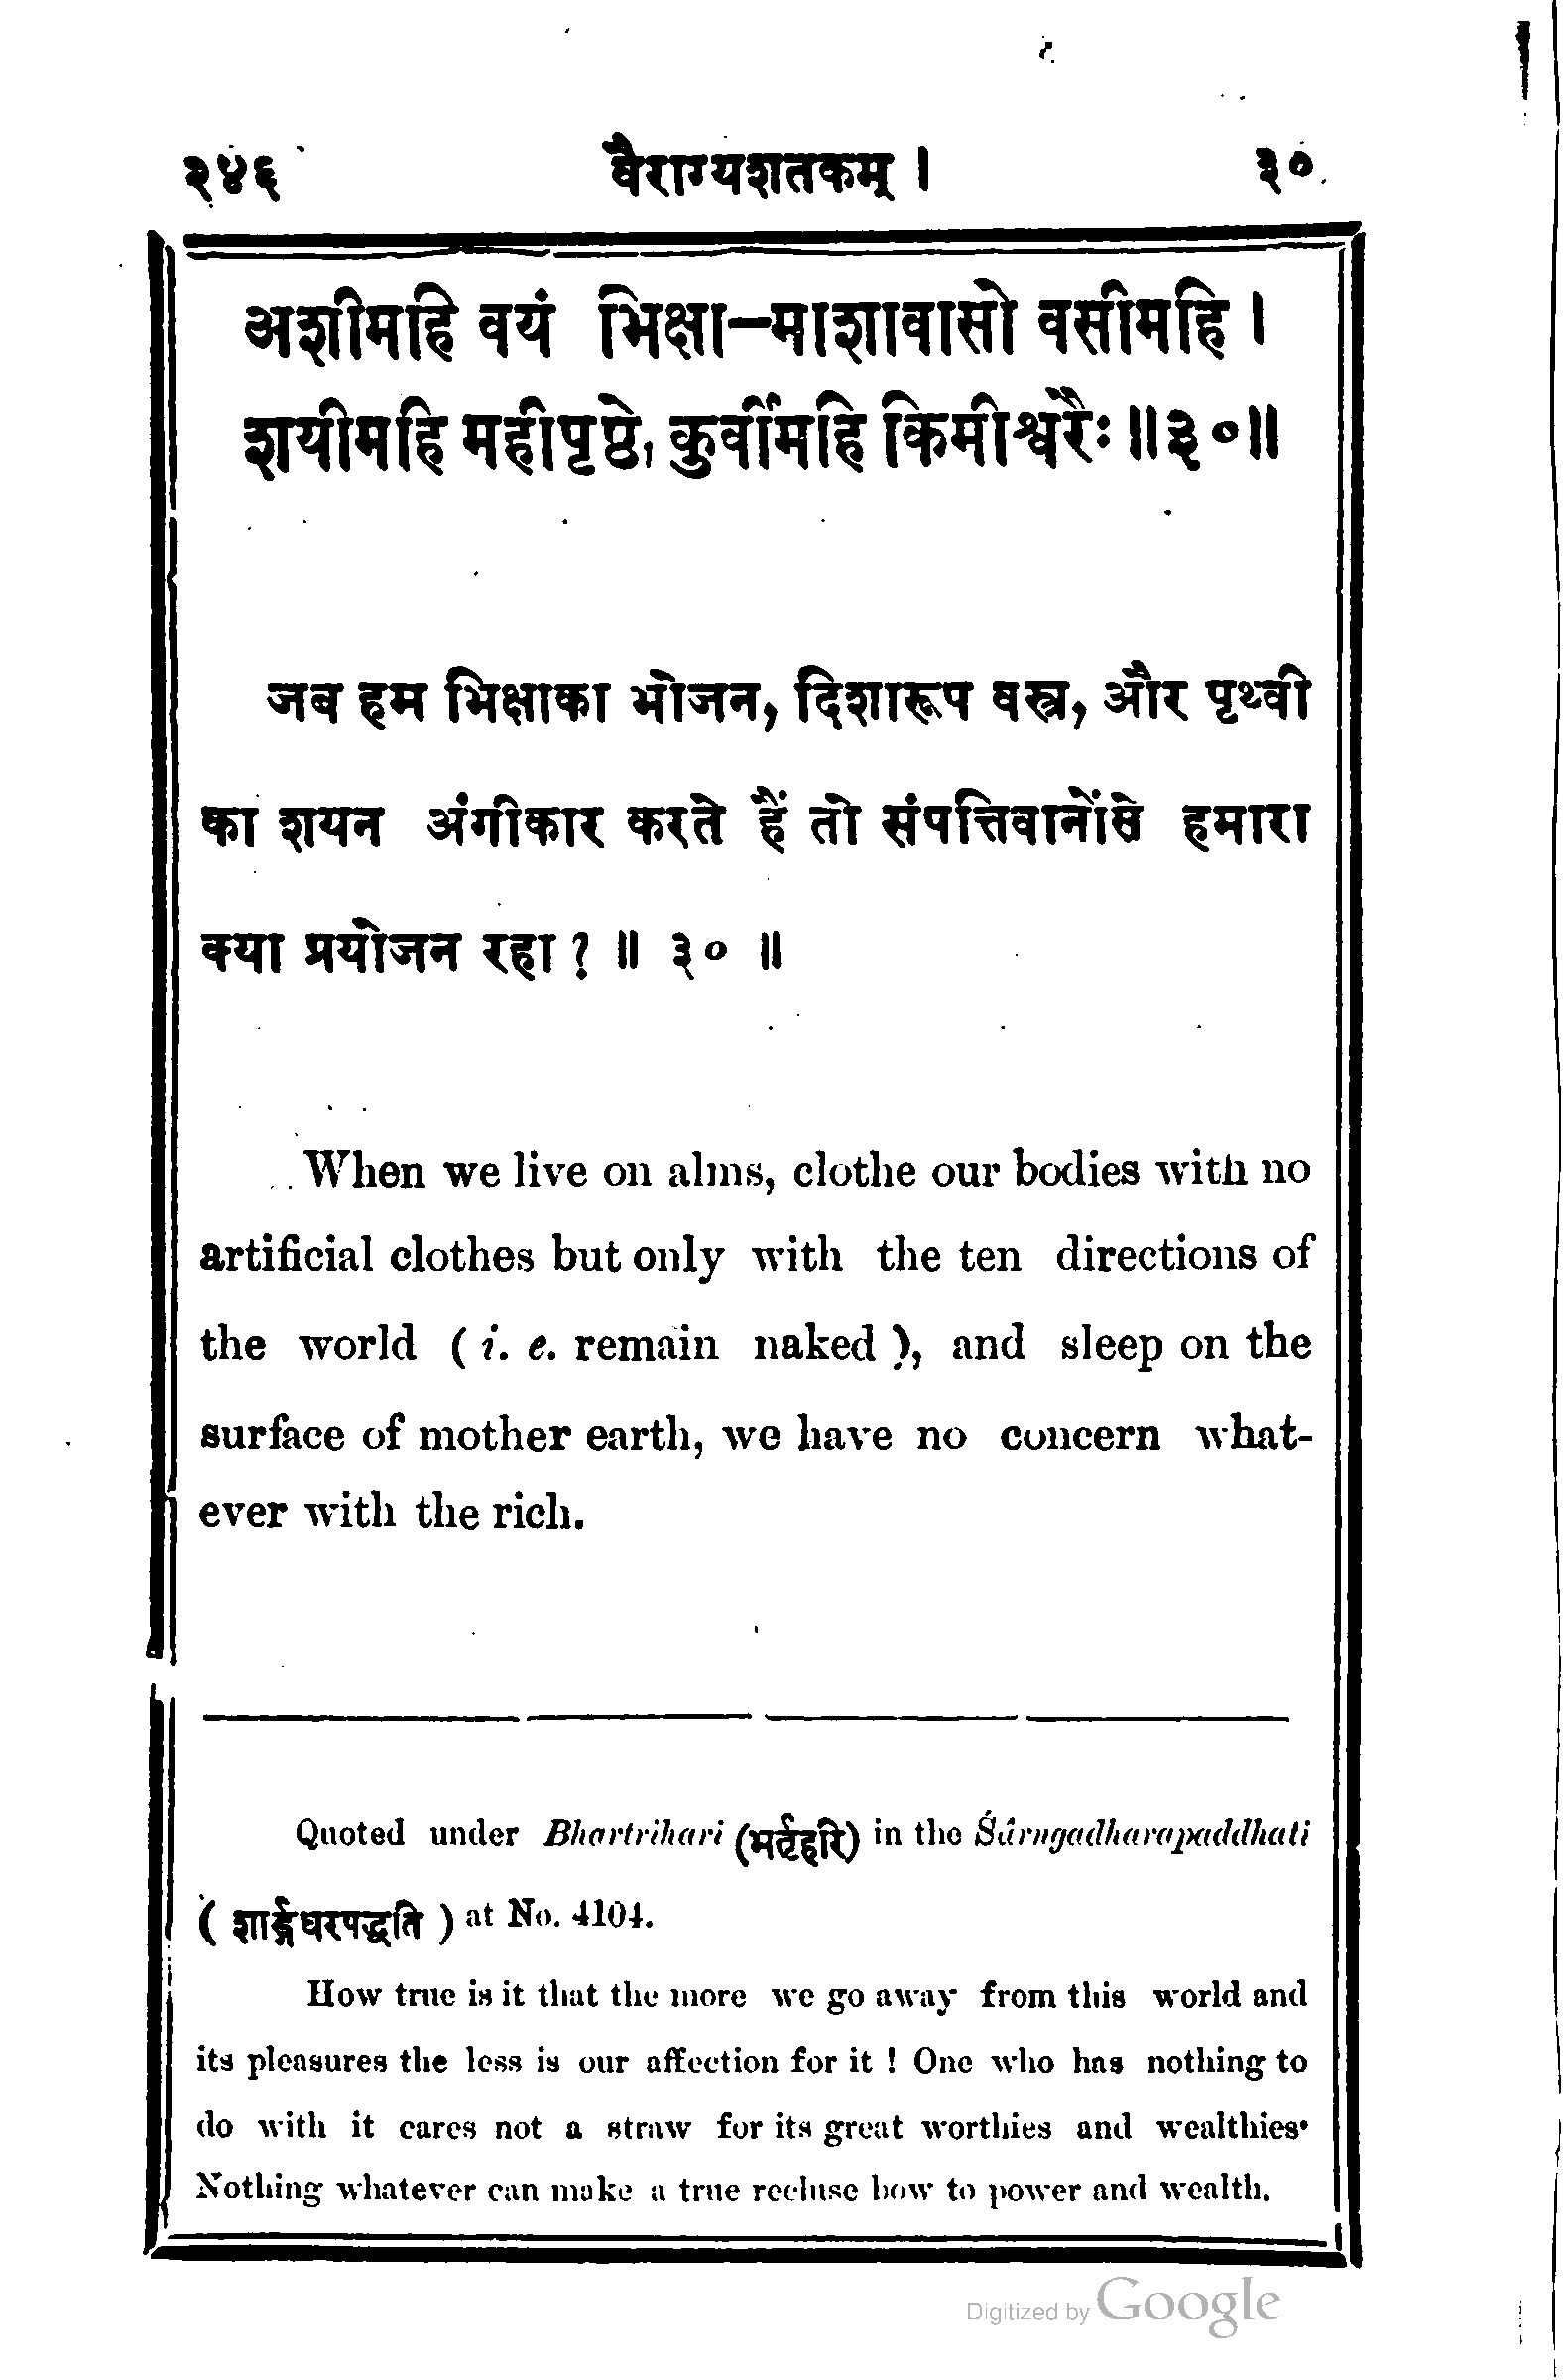 २४६ वैराग्यशतकम् । ३०
अशीमहि वयं भिक्षा-माशावासो वसीमहि ।
शयीमहि महीपृष्ठे, कुर्वीमहि किमीश्वरैः ॥३०॥
जब हम भिक्षाका भोजन, दिशारूप वस्त्र, और पृथ्वी
का शयन अंगीकार करते हैं तो संपत्तिवानोंसे हमारा
क्या प्रयोजन रहा ? ॥ ३० ॥
When we live on alms, clothe our bodies with no
artificial clothes but only with the ten directions of
the world ( i. e. remain naked ), and sleep on the
surface of mother earth, we have no concern what-
ever with the rich.
Quoted under Bhartrihari (भर्तृहरि) in the Śârngadharapaddhati
( शार्ङ्गधरपद्धति ) at No. 4104.
How true is it that the more we go away from this world and
its pleasures the less is our affection for it ! One who has nothing to
do with it cares not a straw for its great worthies and wealthies'
Nothing whatever can make a true recluse bow to power and wealth.
Digitized by Google